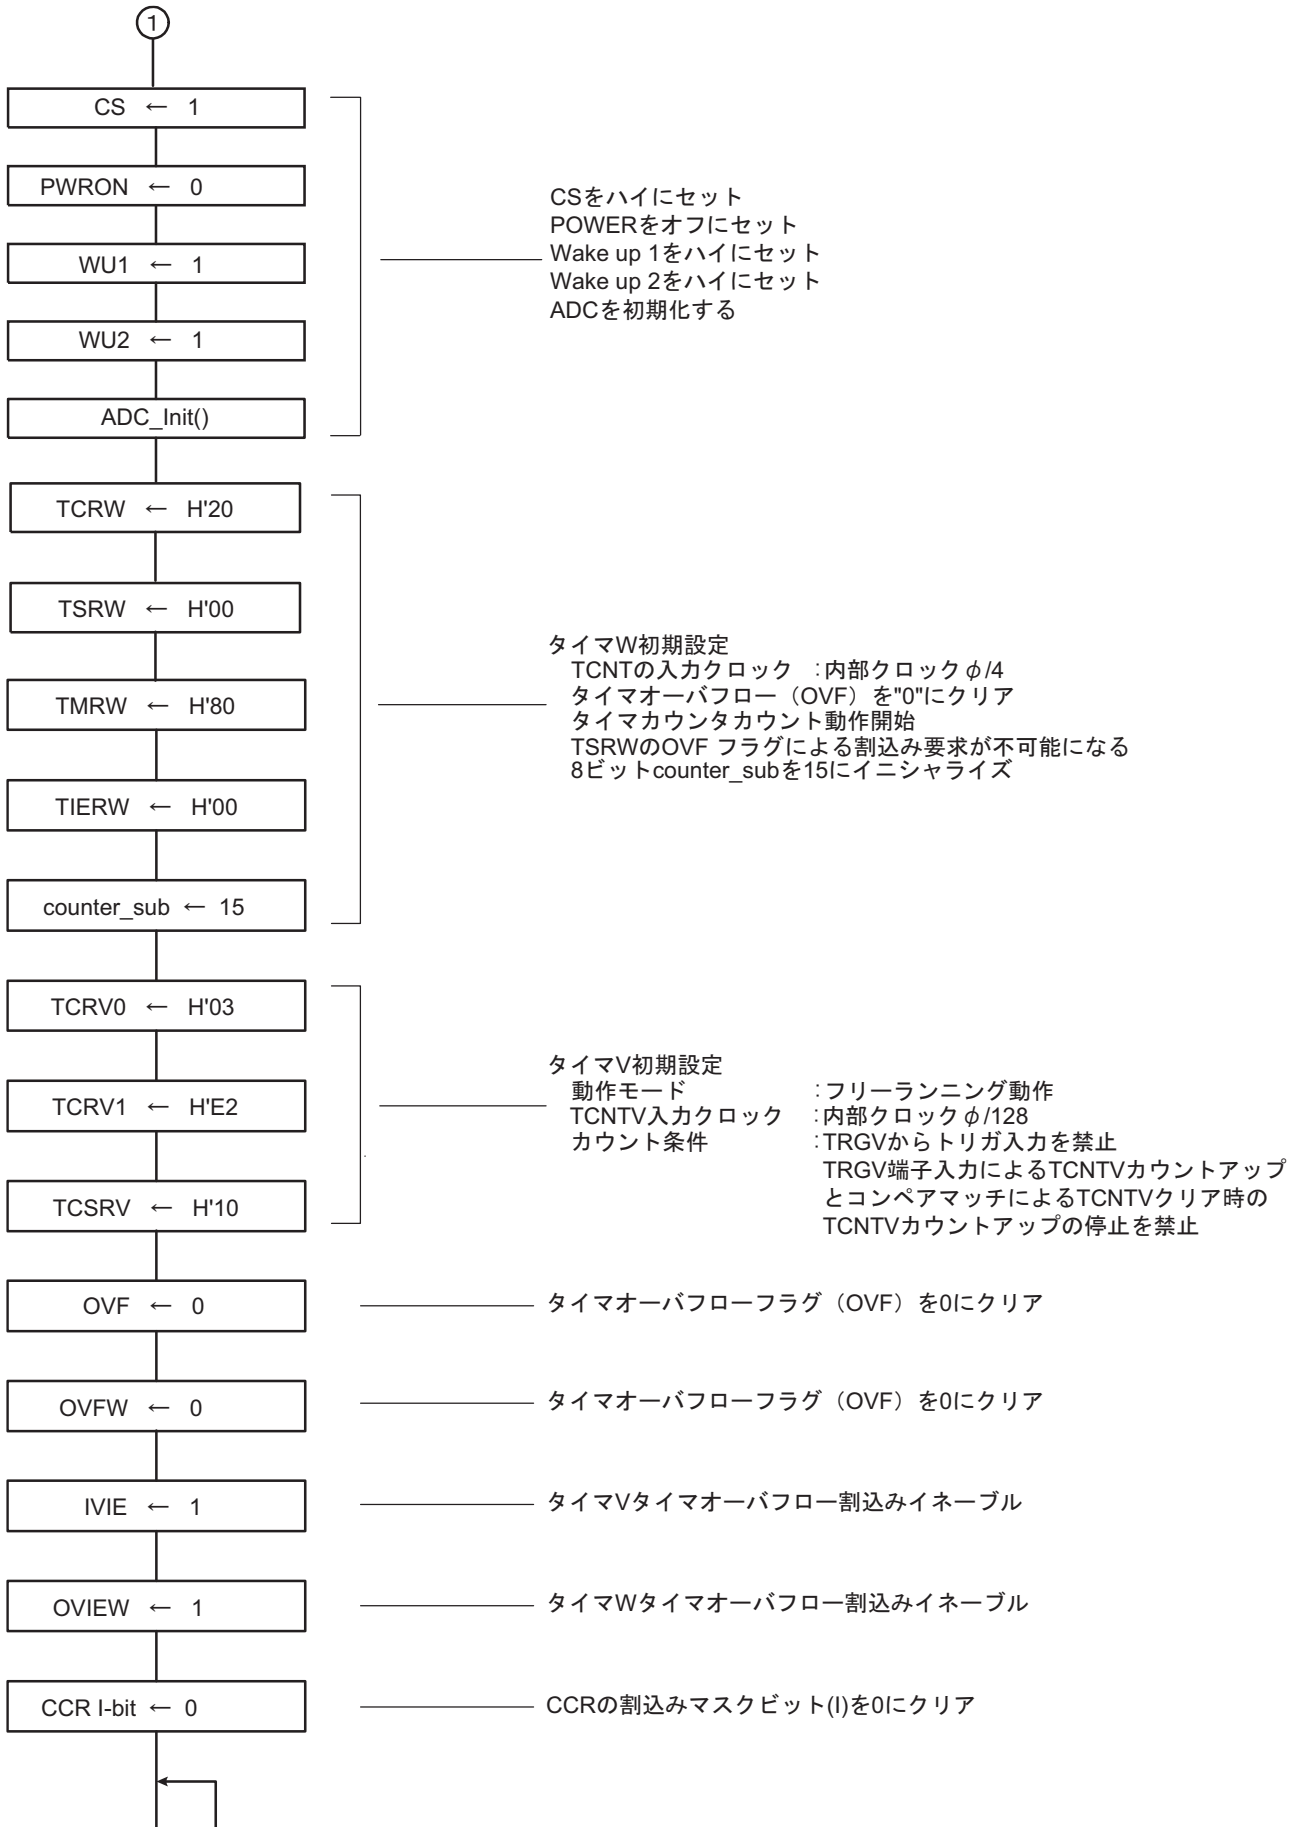 1
CS ← 1
PWRON ← 0
WU1 ← 1
WU2 ← 1
ADC_Init()
CSをハイにセット
POWERをオフにセット
Wake up 1をハイにセット
Wake up 2をハイにセット
ADCを初期化する
TCRW ← H'20
TSRW ← H'00
TMRW ← H'80
TIERW ← H'00
counter_sub ← 15
タイマW初期設定
TCNTの入力クロック :内部クロックφ/4
タイマオーバフロー（OVF）を"0"にクリア
タイマカウンタカウント動作開始
TSRWのOVF フラグによる割込み要求が不可能になる
8ビットcounter_subを15にイニシャライズ
TCRV0 ← H'03
TCRV1 ← H'E2
TCSRV ← H'10
タイマV初期設定
動作モード :フリーランニング動作
TCNTV入力クロック :内部クロックφ/128
カウント条件 :TRGVからトリガ入力を禁止
TRGV端子入力によるTCNTVカウントアップ
とコンペアマッチによるTCNTVクリア時の
TCNTVカウントアップの停止を禁止
OVF ← 0
タイマオーバフローフラグ（OVF）を0にクリア
OVFW ← 0
タイマオーバフローフラグ（OVF）を0にクリア
IVIE ← 1
タイマVタイマオーバフロー割込みイネーブル
OVIEW ← 1
タイマWタイマオーバフロー割込みイネーブル
CCR I-bit ← 0
CCRの割込みマスクビット(I)を0にクリア